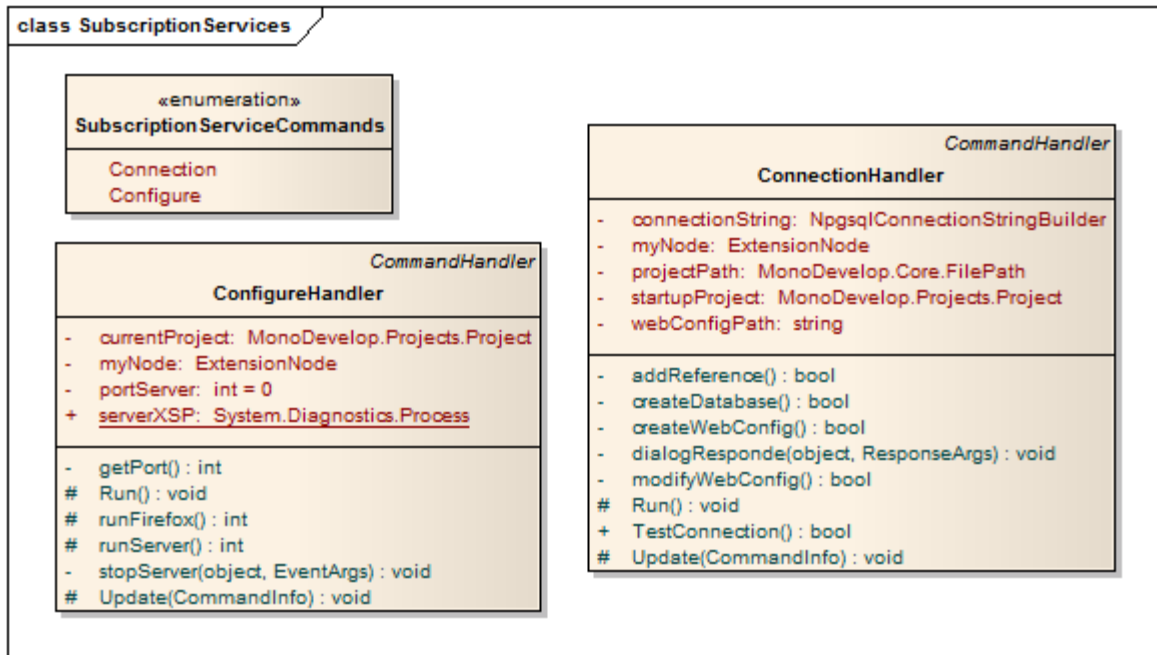 class SubscriptionServices
«enumeration»
SubscriptionServiceCommands
Connection
Configure
CommandHandler
ConfigureHandler
- currentProject: MonoDevelop.Projects.Project
- myNode: ExtensionNode
- portServer: int = 0
+ serverXSP: System.Diagnostics.Process
- getPort() : int
# Run() : void
# runFirefox() : int
# runServer() : int
- stopServer(object, EventArgs) : void
# Update(CommandInfo) : void
CommandHandler
ConnectionHandler
- connectionString: NpgsqlConnectionStringBuilder
- myNode: ExtensionNode
- projectPath: MonoDevelop.Core.FilePath
- startupProject: MonoDevelop.Projects.Project
- webConfigPath: string
- addReference() : bool
- createDatabase() : bool
- createWebConfig() : bool
- dialogResponde(object, ResponseArgs) : void
- modifyWebConfig() : bool
# Run() : void
+ TestConnection() : bool
# Update(CommandInfo) : void